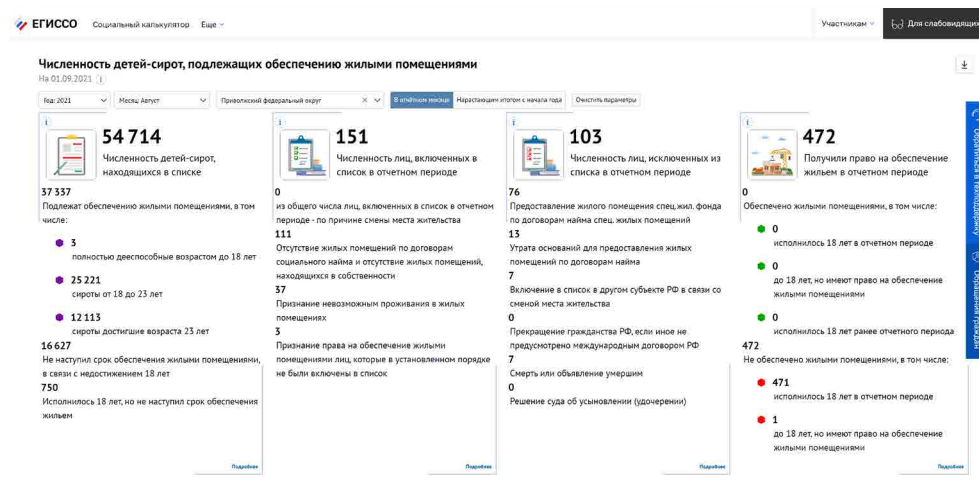 ЕГИССО Социальный калькулятор Еще Участникам Для слабовидящих
Численность детей-сирот, подлежащих обеспечению жилыми помещениями
На 01.09.2021
Год: 2021 Месяц: Август Приволжский федеральный округ В отчётном месяце Нарастающим итогом с начала года Очистить параметры
54 714
Численность детей-сирот,
находящихся в списке
37 337
Подлежат обеспечению жилыми помещениями, в том
числе:
3
полностью дееспособные возрастом до 18 лет
25 221
сироты от 18 до 23 лет
12 113
сироты достигшие возраста 23 лет
16 627
Не наступил срок обеспечения жилыми помещениями,
в связи с недостижением 18 лет
750
Исполнилось 18 лет, но не наступил срок обеспечения
жильем
Подробнее
151
Численность лиц, включенных в
список в отчетном периоде
0
из общего числа лиц, включенных в список в отчетном
периоде - по причине смены места жительства
111
Отсутствие жилых помещений по договорам
социального найма и отсутствие жилых помещений,
находящихся в собственности
37
Признание невозможным проживания в жилых
помещениях
3
Признание права на обеспечение жилыми
помещениями лиц, которые в установленном порядке
не были включены в список
Подробнее
103
Численность лиц, исключенных из
списка в отчетном периоде
76
Предоставление жилого помещения спец.жил. фонда
по договорам найма спец. жилых помещений
13
Утрата оснований для предоставления жилых
помещений по договорам найма
7
Включение в список в другом субъекте РФ в связи со
сменой места жительства
0
Прекращение гражданства РФ, если иное не
предусмотрено международным договором РФ
7
Смерть или объявление умершим
0
Решение суда об усыновлении (удочерении)
Подробнее
472
Получили право на обеспечение
жильем в отчетном периоде
0
Обеспечено жилыми помещениями, в том числе:
0
исполнилось 18 лет в отчетном периоде
0
до 18 лет, но имеют право на обеспечение
жилыми помещениями
0
исполнилось 18 лет ранее отчетного периода
472
Не обеспечено жилыми помещениями, в том числе:
471
исполнилось 18 лет в отчетном периоде
1
до 18 лет, но имеют право на обеспечение
жилыми помещениями
Подробнее
Обратиться в техподдержку
Обращения граждан